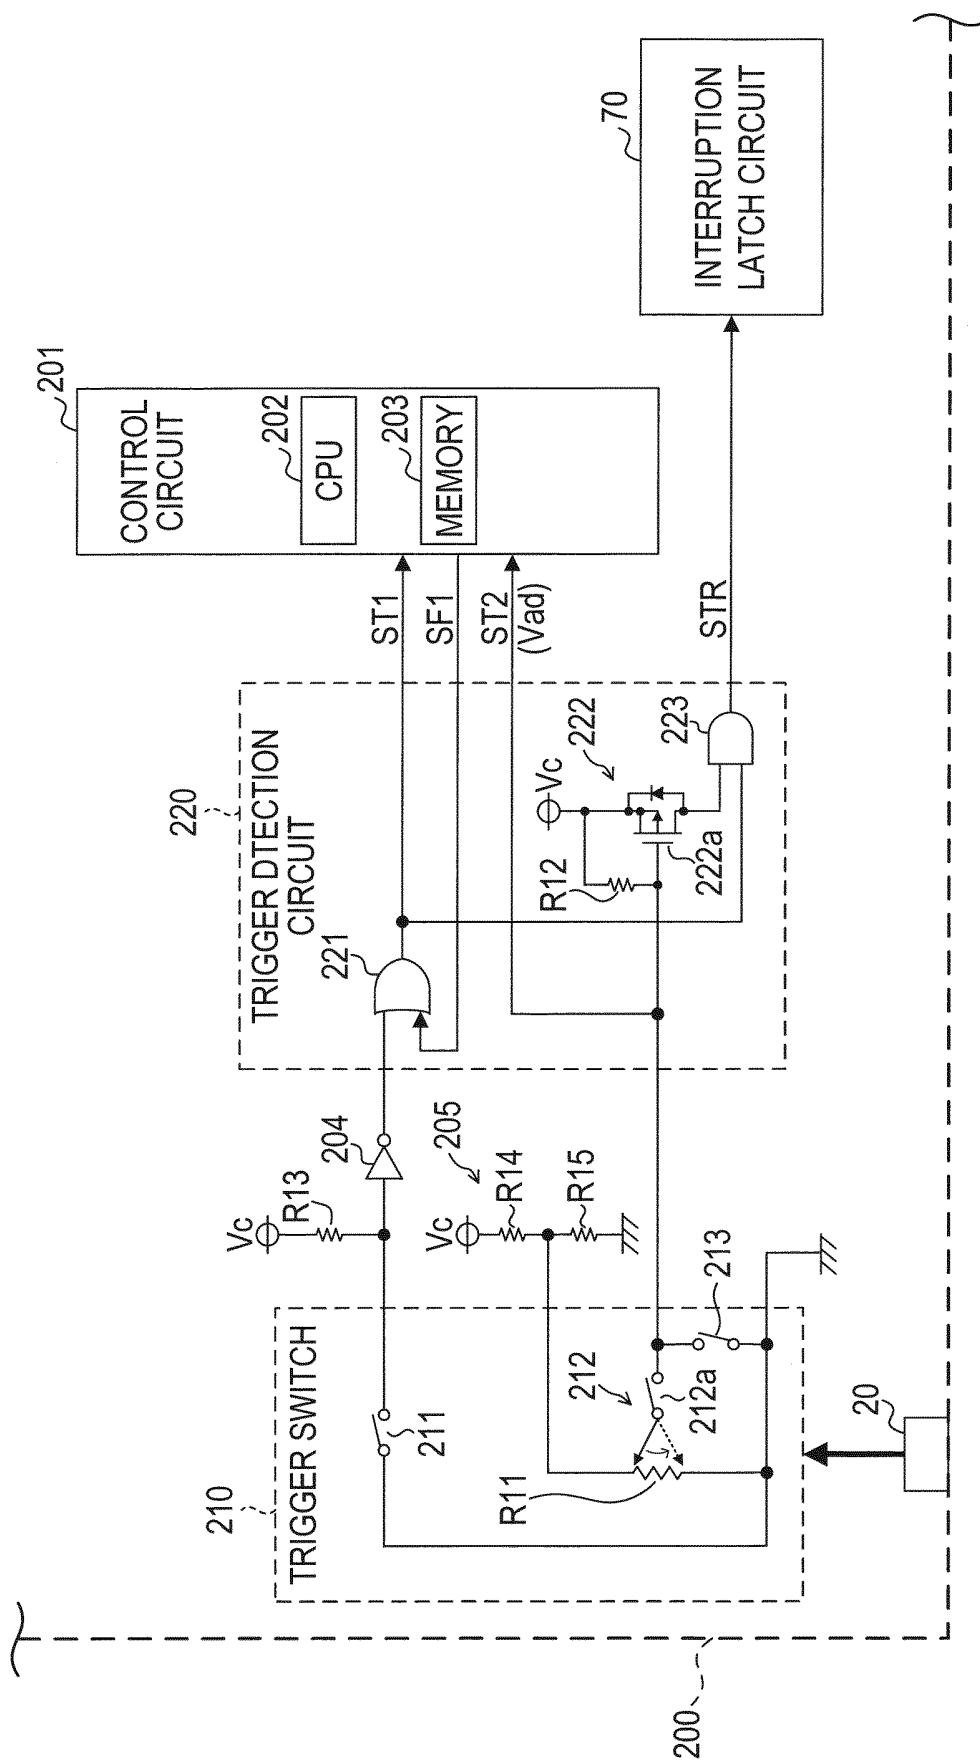 200
210
TRIGGER SWITCH
211
R11
212
212a
213
20
Vc
R13
204
Vc
205
R14
R15
220
TRIGGER DTECTION
CIRCUIT
221
R12
Vc
222
222a
223
ST1
SF1
ST2
(Vad)
STR
201
CONTROL
CIRCUIT
202
CPU
203
MEMORY
70
INTERRUPTION
LATCH CIRCUIT